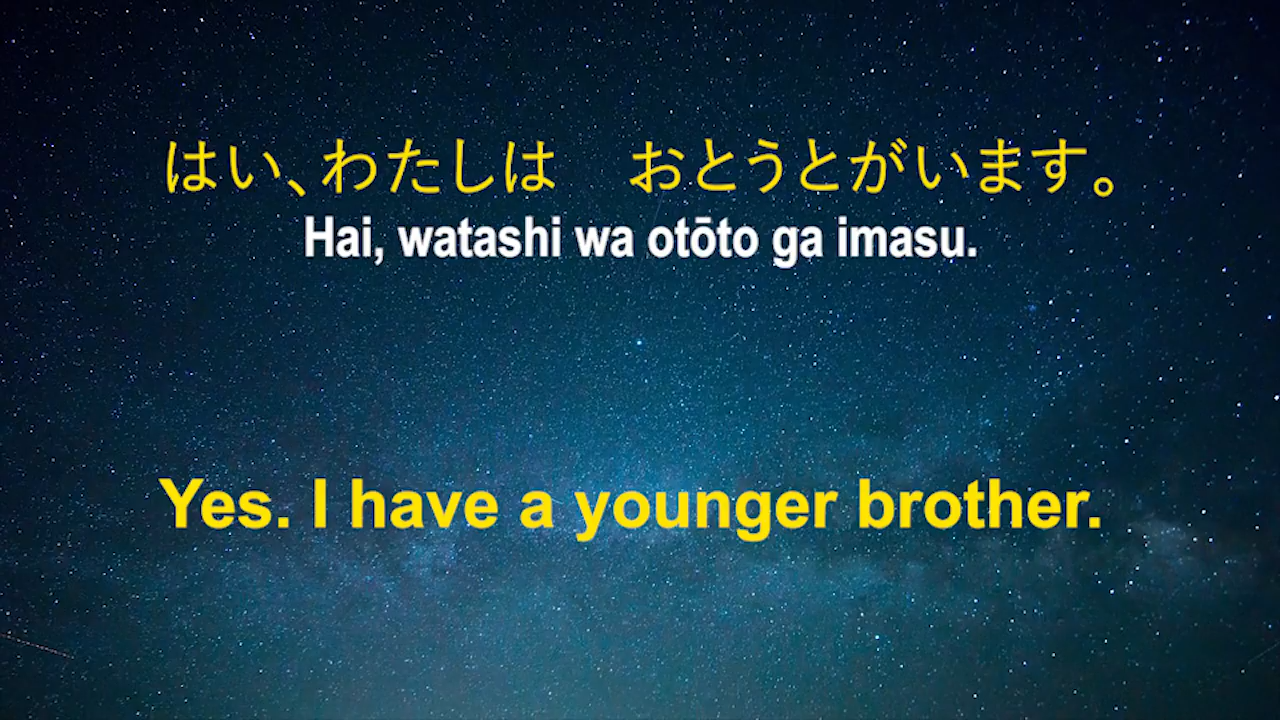 はい、わたしは　おとうとがいます。
Hai, watashi wa otōto ga imasu.
Yes. I have a younger brother.